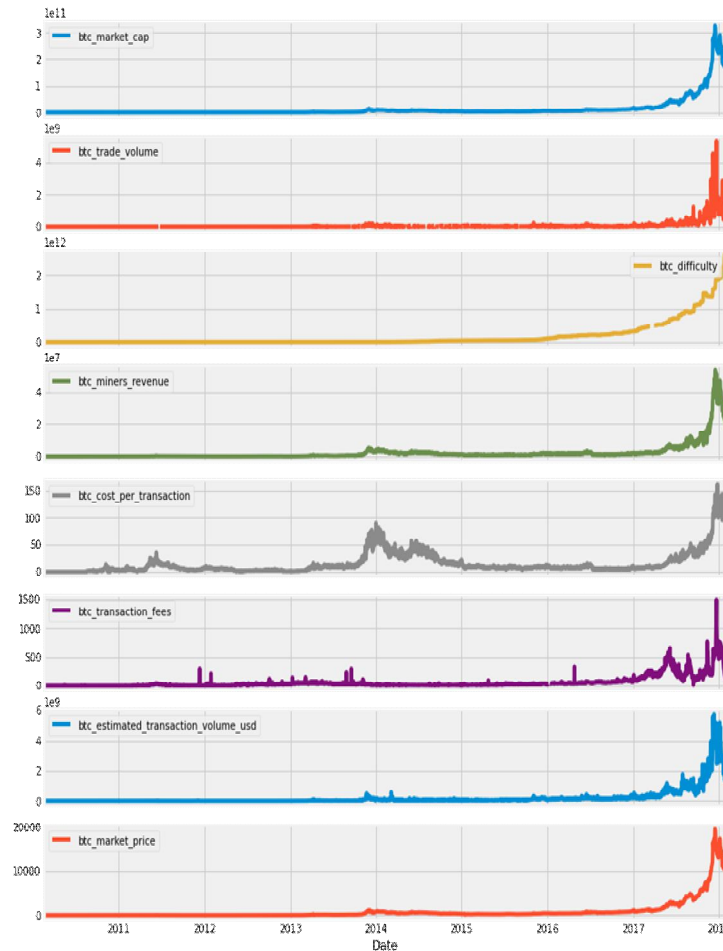 1e11
3
btc_market_cap
2
1
0
1e9
btc_trade_volume
4
2
0
1e12
btc_difficulty
2
1
0
1e7
btc_miners_revenue
4
2
0
150
btc_cost_per_transaction
100
50
0
1500
btc_transaction_fees
1000
500
0
1e9
6
btc_estimated_transaction_volume_usd
4
2
0
20000
btc_market_price
10000
0
2011 2012 2013 2014 2015 2016 2017 201
Date